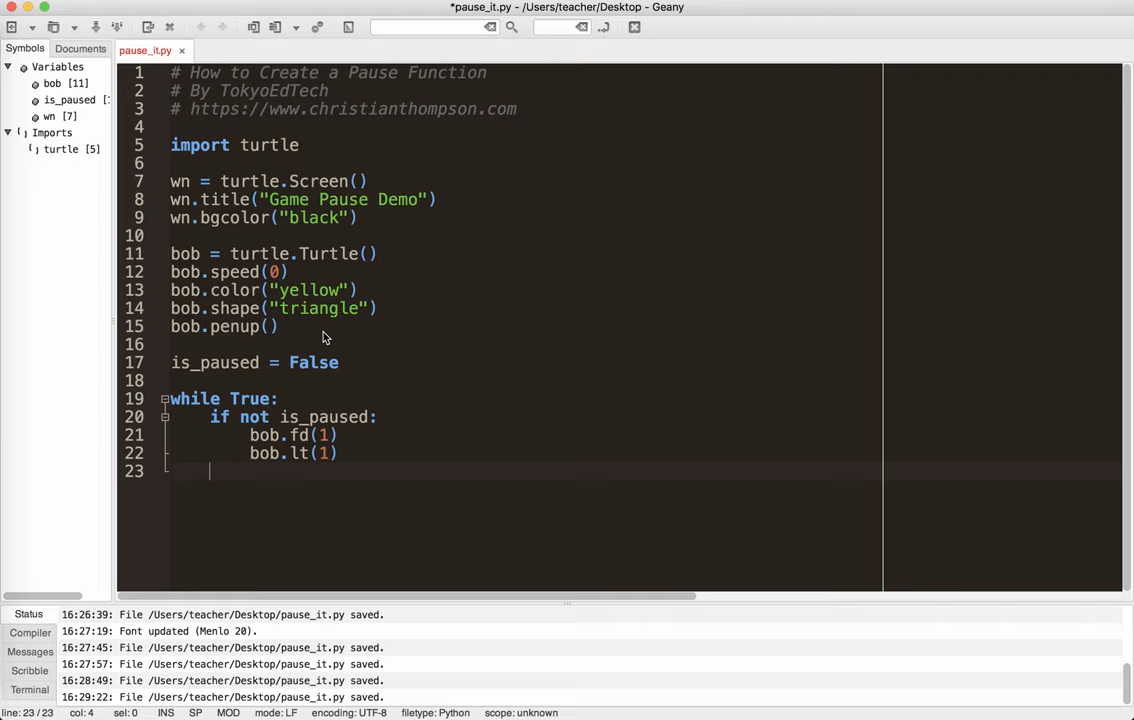 *pause_it.py - /Users/teacher/Desktop - Geany
Symbols
Documents
pause_it.py ×
Variables
bob [11]
is_paused [
wn [7]
Imports
turtle [5]
1 # How to Create a Pause Function
2 # By TokyoEdTech
3 # https://www.christianthompson.com
4
5 import turtle
6
7 wn = turtle.Screen()
8 wn.title("Game Pause Demo")
9 wn.bgcolor("black")
10
11 bob = turtle.Turtle()
12 bob.speed(0)
13 bob.color("yellow")
14 bob.shape("triangle")
15 bob.penup()
16
17 is_paused = False
18
19 while True:
20     if not is_paused:
21         bob.fd(1)
22         bob.lt(1)
23
Status
Compiler
Messages
Scribble
Terminal
16:26:39: File /Users/teacher/Desktop/pause_it.py saved.
16:27:19: Font updated (Menlo 20).
16:27:45: File /Users/teacher/Desktop/pause_it.py saved.
16:27:57: File /Users/teacher/Desktop/pause_it.py saved.
16:28:49: File /Users/teacher/Desktop/pause_it.py saved.
16:29:22: File /Users/teacher/Desktop/pause_it.py saved.
line: 23 / 23 col: 4 sel: 0 INS SP MOD mode: LF encoding: UTF-8 filetype: Python scope: unknown